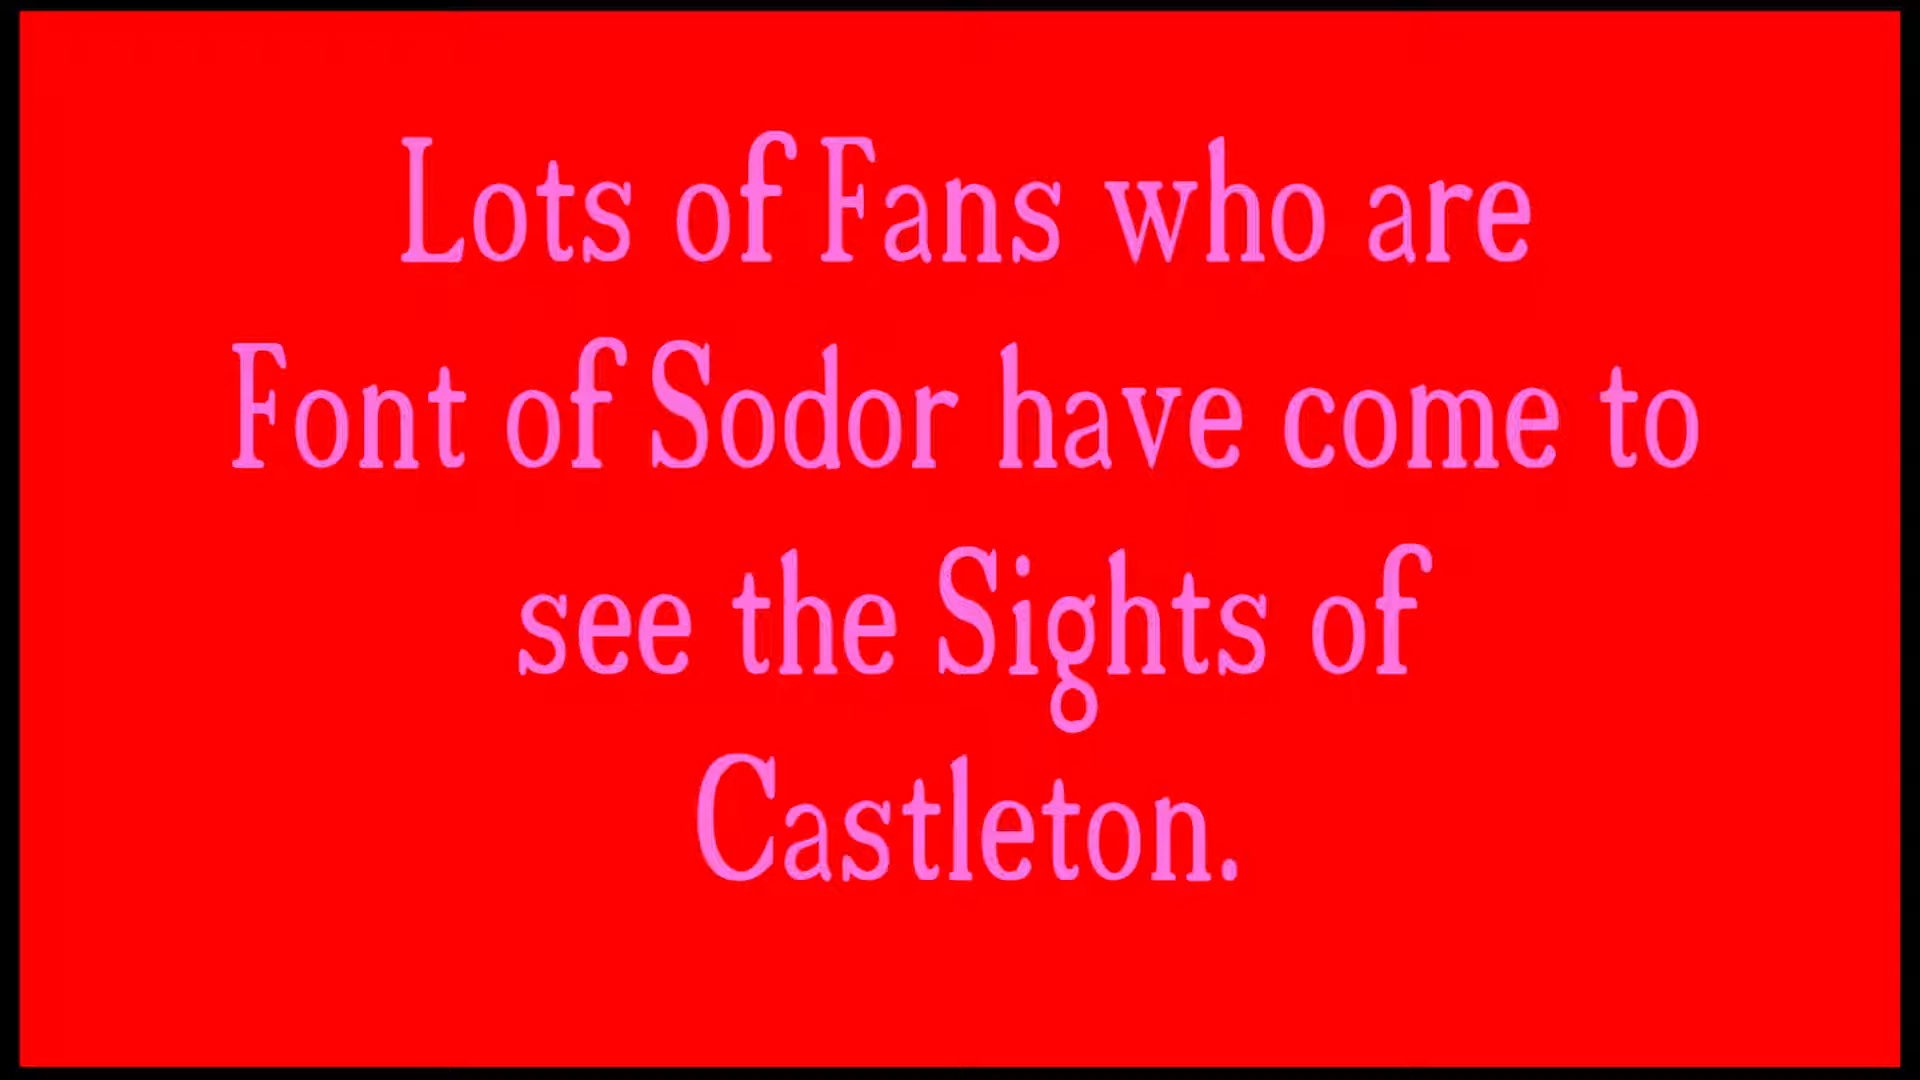 Lots of Fans who are
Font of Sodor have come to
see the Sights of
Castleton.